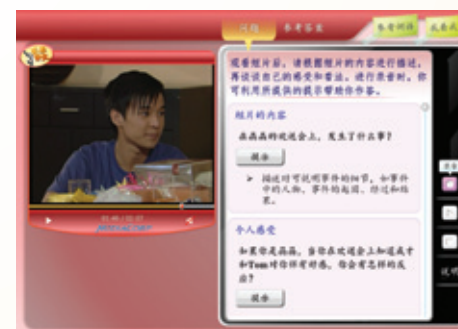 问题 参考答案 参考词语 试看试
观看短片后，请根据短片的内容进行描述，
再谈谈自己的感受和看法。进行录音时，你
可利用所提供的提示帮助你作答。
短片的内容
在晶晶的欢送会上，发生了什么事？
提示
➢ 描述时可说明事件的细节，如事件
中的人物、事件的起因、经过和结
果。
个人感受
如果你是晶晶，当你在欢送会上知道成才
和Tom对你怀有好感，你会有怎样的反
应？
提示
说明